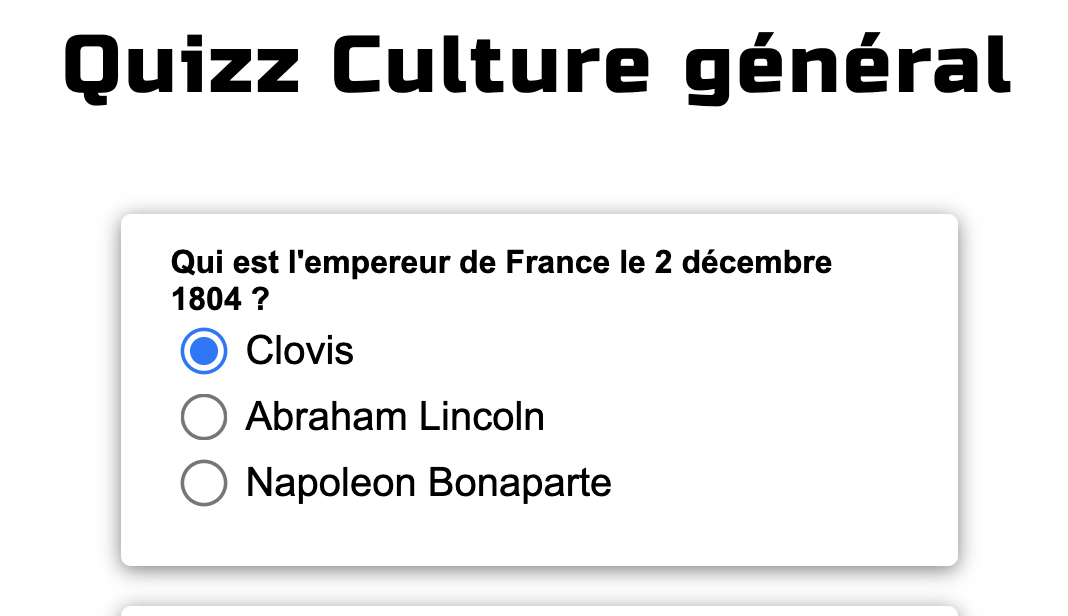 Quizz Culture général
Qui est l'empereur de France le 2 décembre
1804 ?
Clovis
Abraham Lincoln
Napoleon Bonaparte